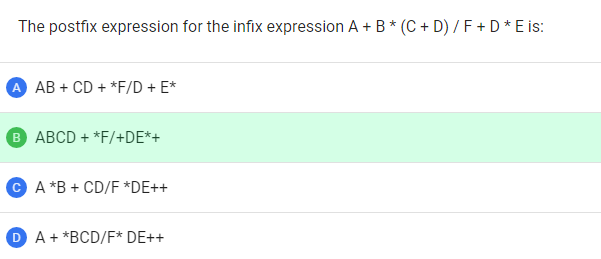 The postfix expression for the infix expression A + B * (C + D) / F + D * E is:
A AB + CD + *F/D + E*
B ABCD + *F/+DE*+
C A *B + CD/F *DE++
D A + *BCD/F* DE++